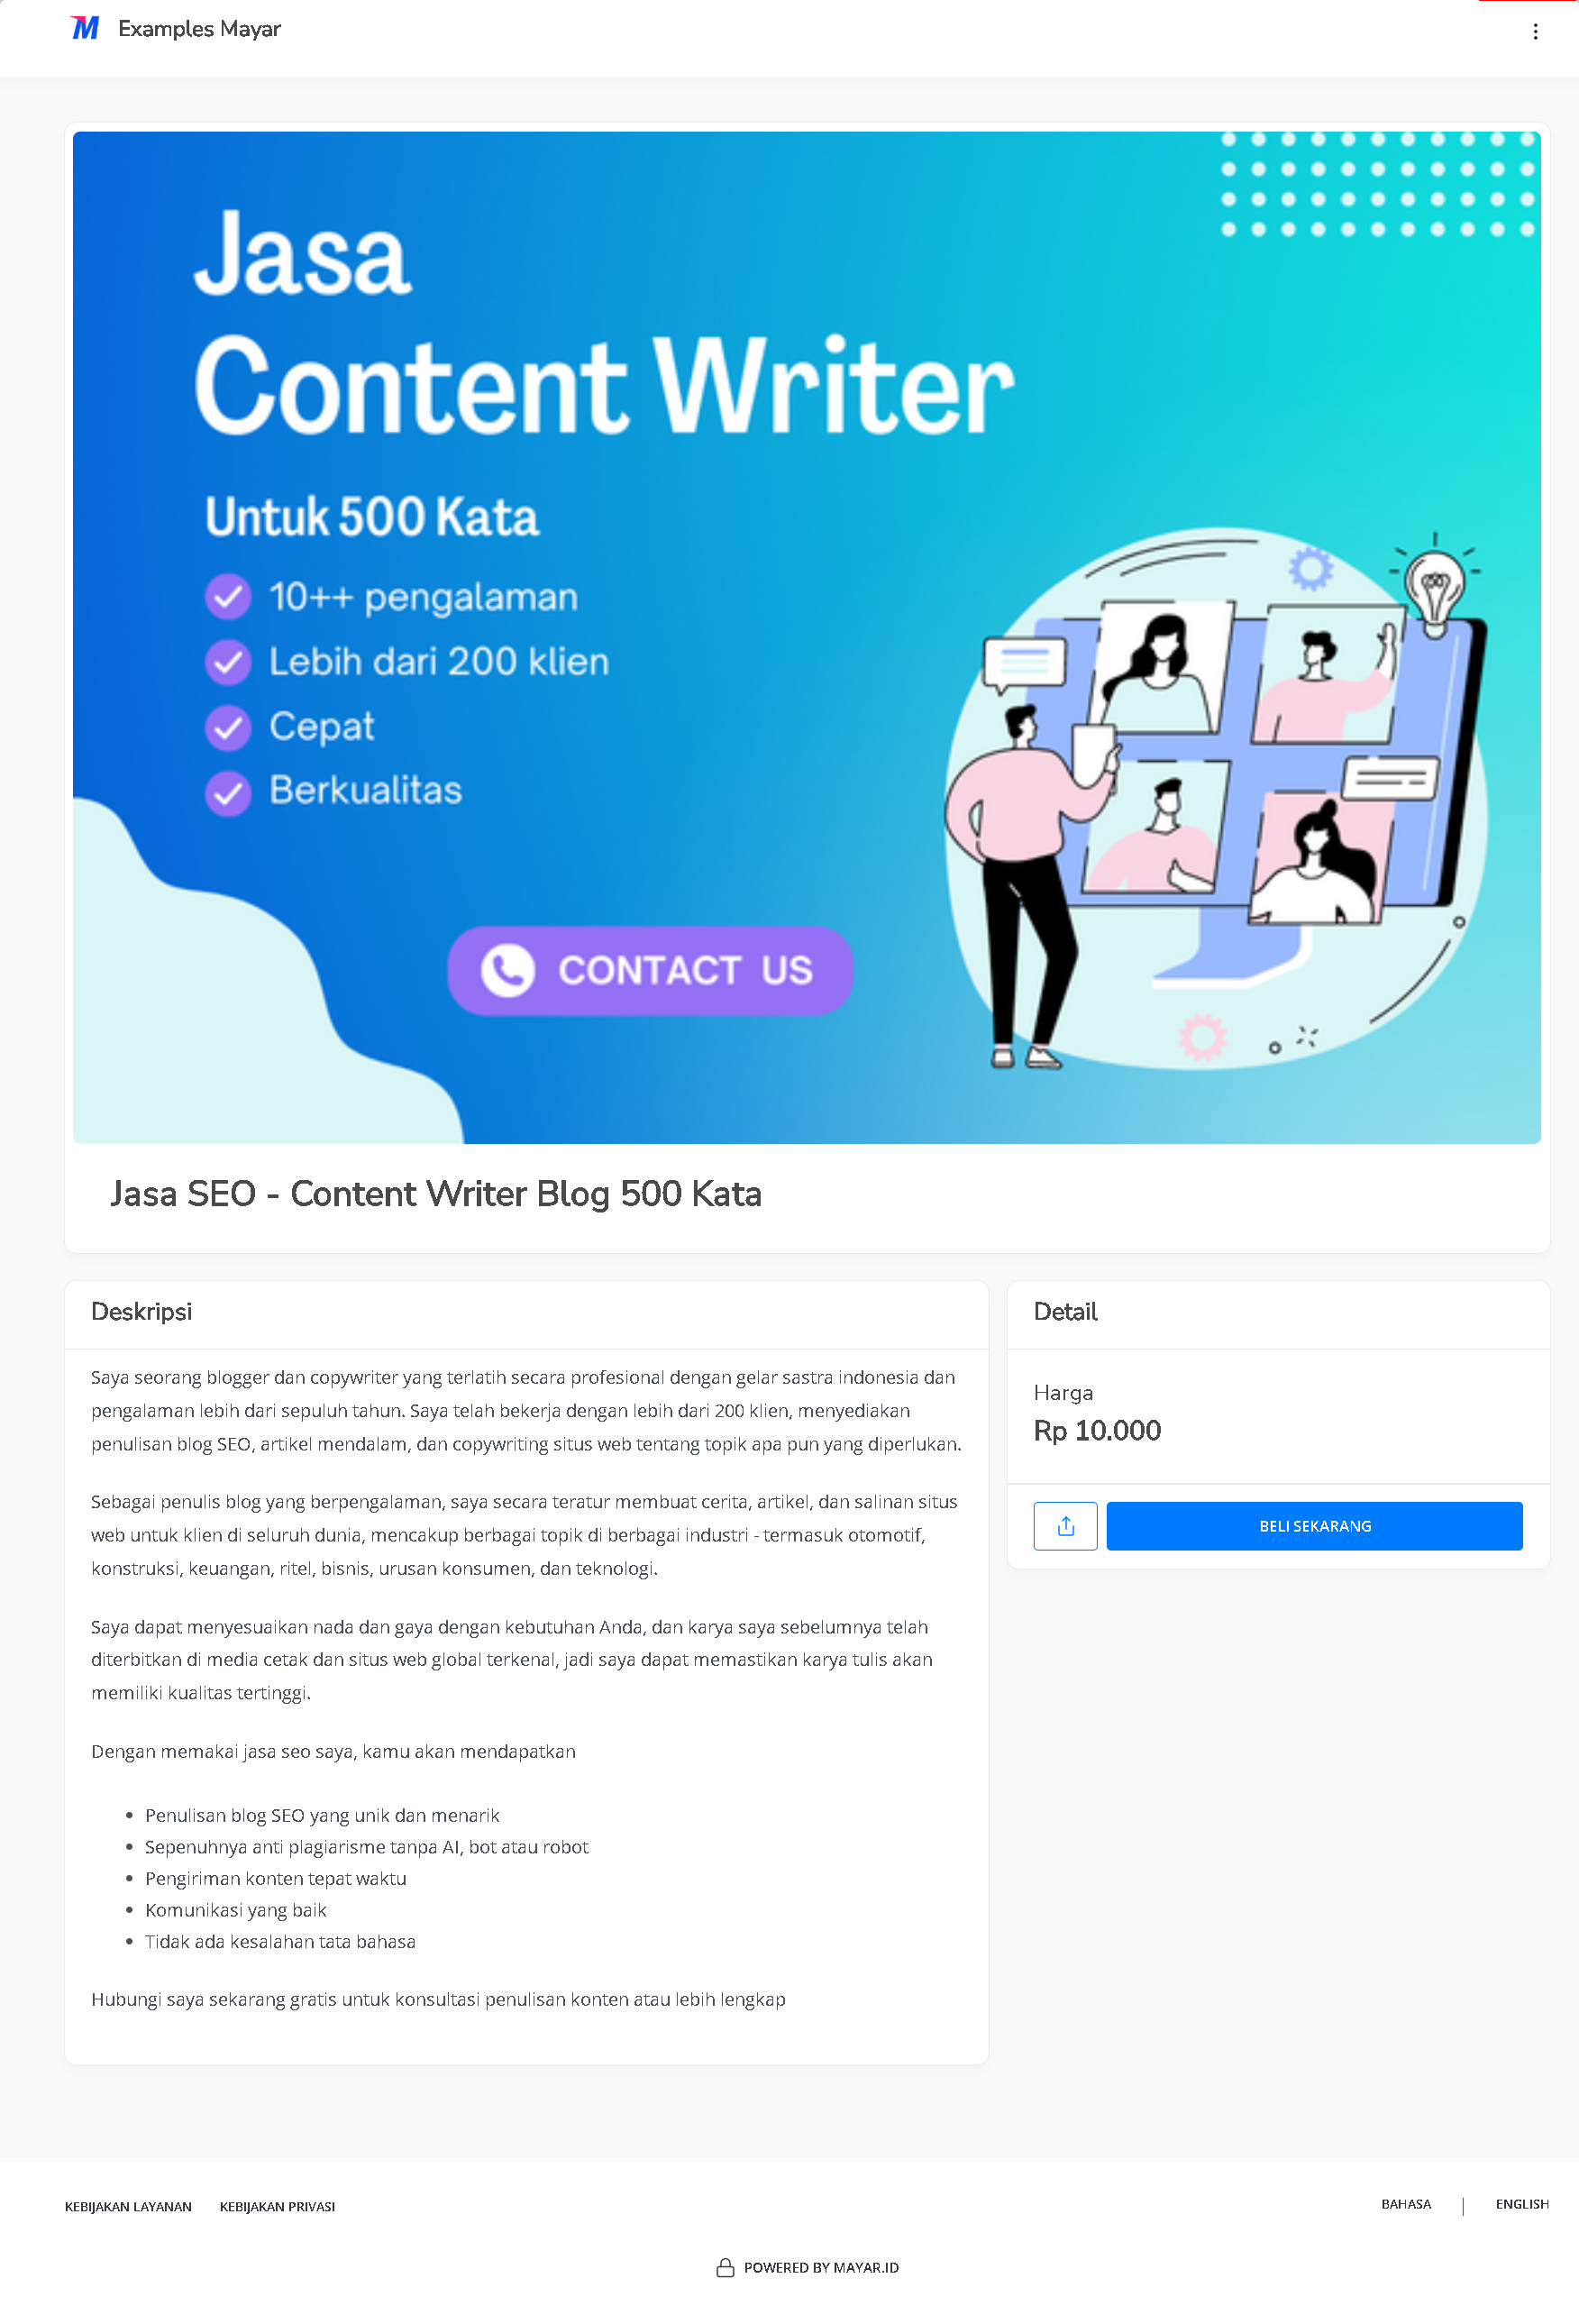 Examples Mayar
Jasa
Content Writer
Untuk 500 Kata
10++ pengalaman
Lebih dari 200 klien
Cepat
Berkualitas
CONTACT US
Jasa SEO - Content Writer Blog 500 Kata
Deskripsi
Saya seorang blogger dan copywriter yang terlatih secara profesional dengan gelar sastra indonesia dan
pengalaman lebih dari sepuluh tahun. Saya telah bekerja dengan lebih dari 200 klien, menyediakan
penulisan blog SEO, artikel mendalam, dan copywriting situs web tentang topik apa pun yang diperlukan.
Sebagai penulis blog yang berpengalaman, saya secara teratur membuat cerita, artikel, dan salinan situs
web untuk klien di seluruh dunia, mencakup berbagai topik di berbagai industri - termasuk otomotif,
konstruksi, keuangan, ritel, bisnis, urusan konsumen, dan teknologi.
Saya dapat menyesuaikan nada dan gaya dengan kebutuhan Anda, dan karya saya sebelumnya telah
diterbitkan di media cetak dan situs web global terkenal, jadi saya dapat memastikan karya tulis akan
memiliki kualitas tertinggi.
Dengan memakai jasa seo saya, kamu akan mendapatkan
• Penulisan blog SEO yang unik dan menarik
• Sepenuhnya anti plagiarisme tanpa AI, bot atau robot
• Pengiriman konten tepat waktu
• Komunikasi yang baik
• Tidak ada kesalahan tata bahasa
Hubungi saya sekarang gratis untuk konsultasi penulisan konten atau lebih lengkap
Detail
Harga
Rp 10.000
BELI SEKARANG
KEBIJAKAN LAYANAN KEBIJAKAN PRIVASI
BAHASA | ENGLISH
POWERED BY MAYAR.ID